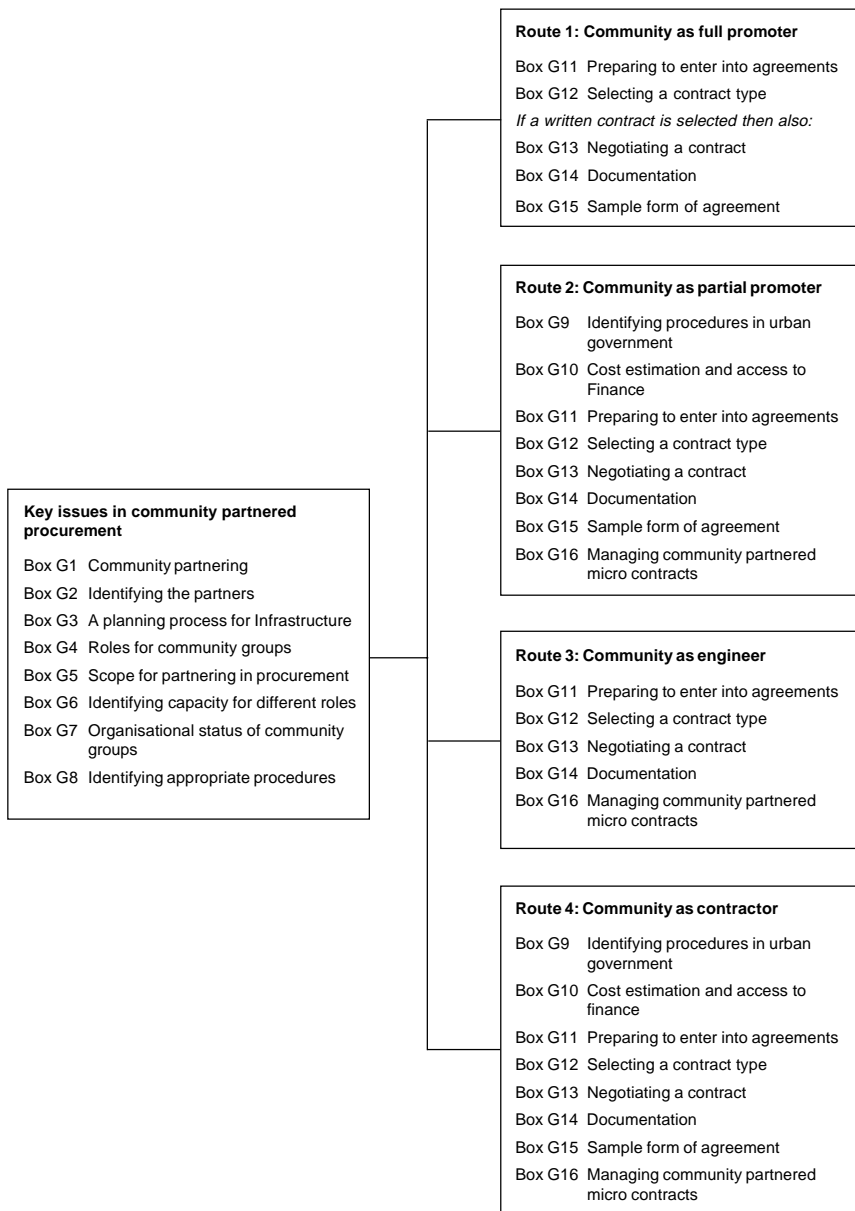 Key issues in community partnered
procurement
Box G1 Community partnering
Box G2 Identifying the partners
Box G3 A planning process for Infrastructure
Box G4 Roles for community groups
Box G5 Scope for partnering in procurement
Box G6 Identifying capacity for different roles
Box G7 Organisational status of community
groups
Box G8 Identifying appropriate procedures
Route 1: Community as full promoter
Box G11 Preparing to enter into agreements
Box G12 Selecting a contract type
If a written contract is selected then also:
Box G13 Negotiating a contract
Box G14 Documentation
Box G15 Sample form of agreement
Route 2: Community as partial promoter
Box G9 Identifying procedures in urban
government
Box G10 Cost estimation and access to
Finance
Box G11 Preparing to enter into agreements
Box G12 Selecting a contract type
Box G13 Negotiating a contract
Box G14 Documentation
Box G15 Sample form of agreement
Box G16 Managing community partnered
micro contracts
Route 3: Community as engineer
Box G11 Preparing to enter into agreements
Box G12 Selecting a contract type
Box G13 Negotiating a contract
Box G14 Documentation
Box G16 Managing community partnered
micro contracts
Route 4: Community as contractor
Box G9 Identifying procedures in urban
government
Box G10 Cost estimation and access to
finance
Box G11 Preparing to enter into agreements
Box G12 Selecting a contract type
Box G13 Negotiating a contract
Box G14 Documentation
Box G15 Sample form of agreement
Box G16 Managing community partnered
micro contracts